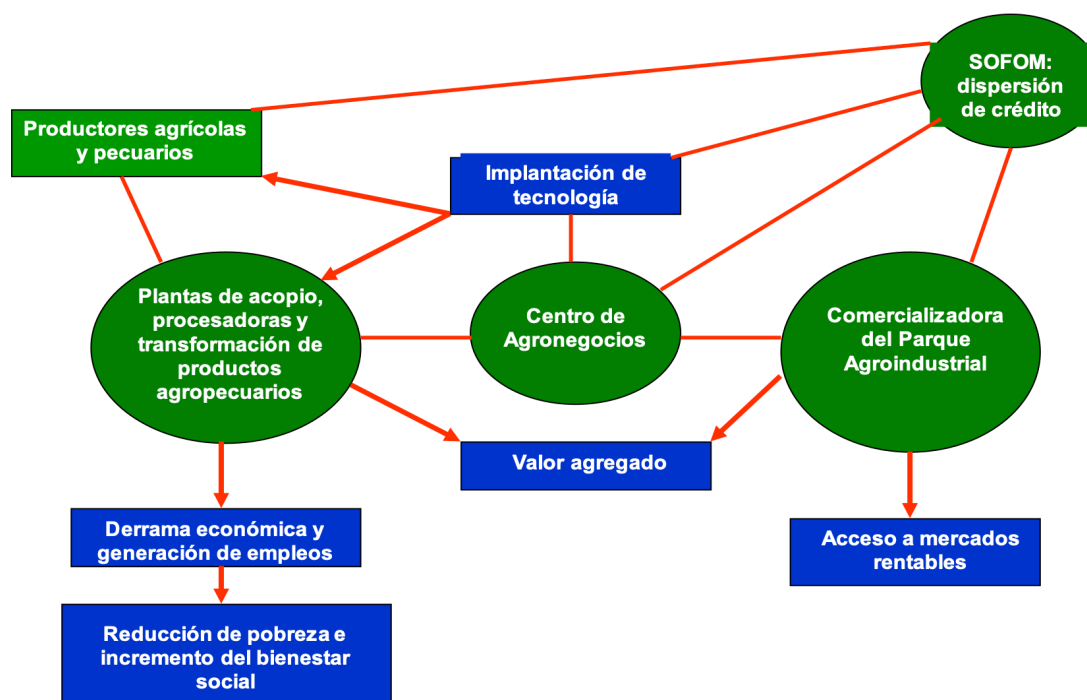 SOFOM:
dispersión
de crédito
Productores agrícolas
y pecuarios
Implantación de
tecnología
Plantas de acopio,
procesadoras y
transformación de
productos
agropecuarios
Centro de
Agronegocios
Comercializadora
del Parque
Agroindustrial
Valor agregado
Derrama económica y
generación de empleos
Acceso a mercados
rentables
Reducción de pobreza e
incremento del bienestar
social